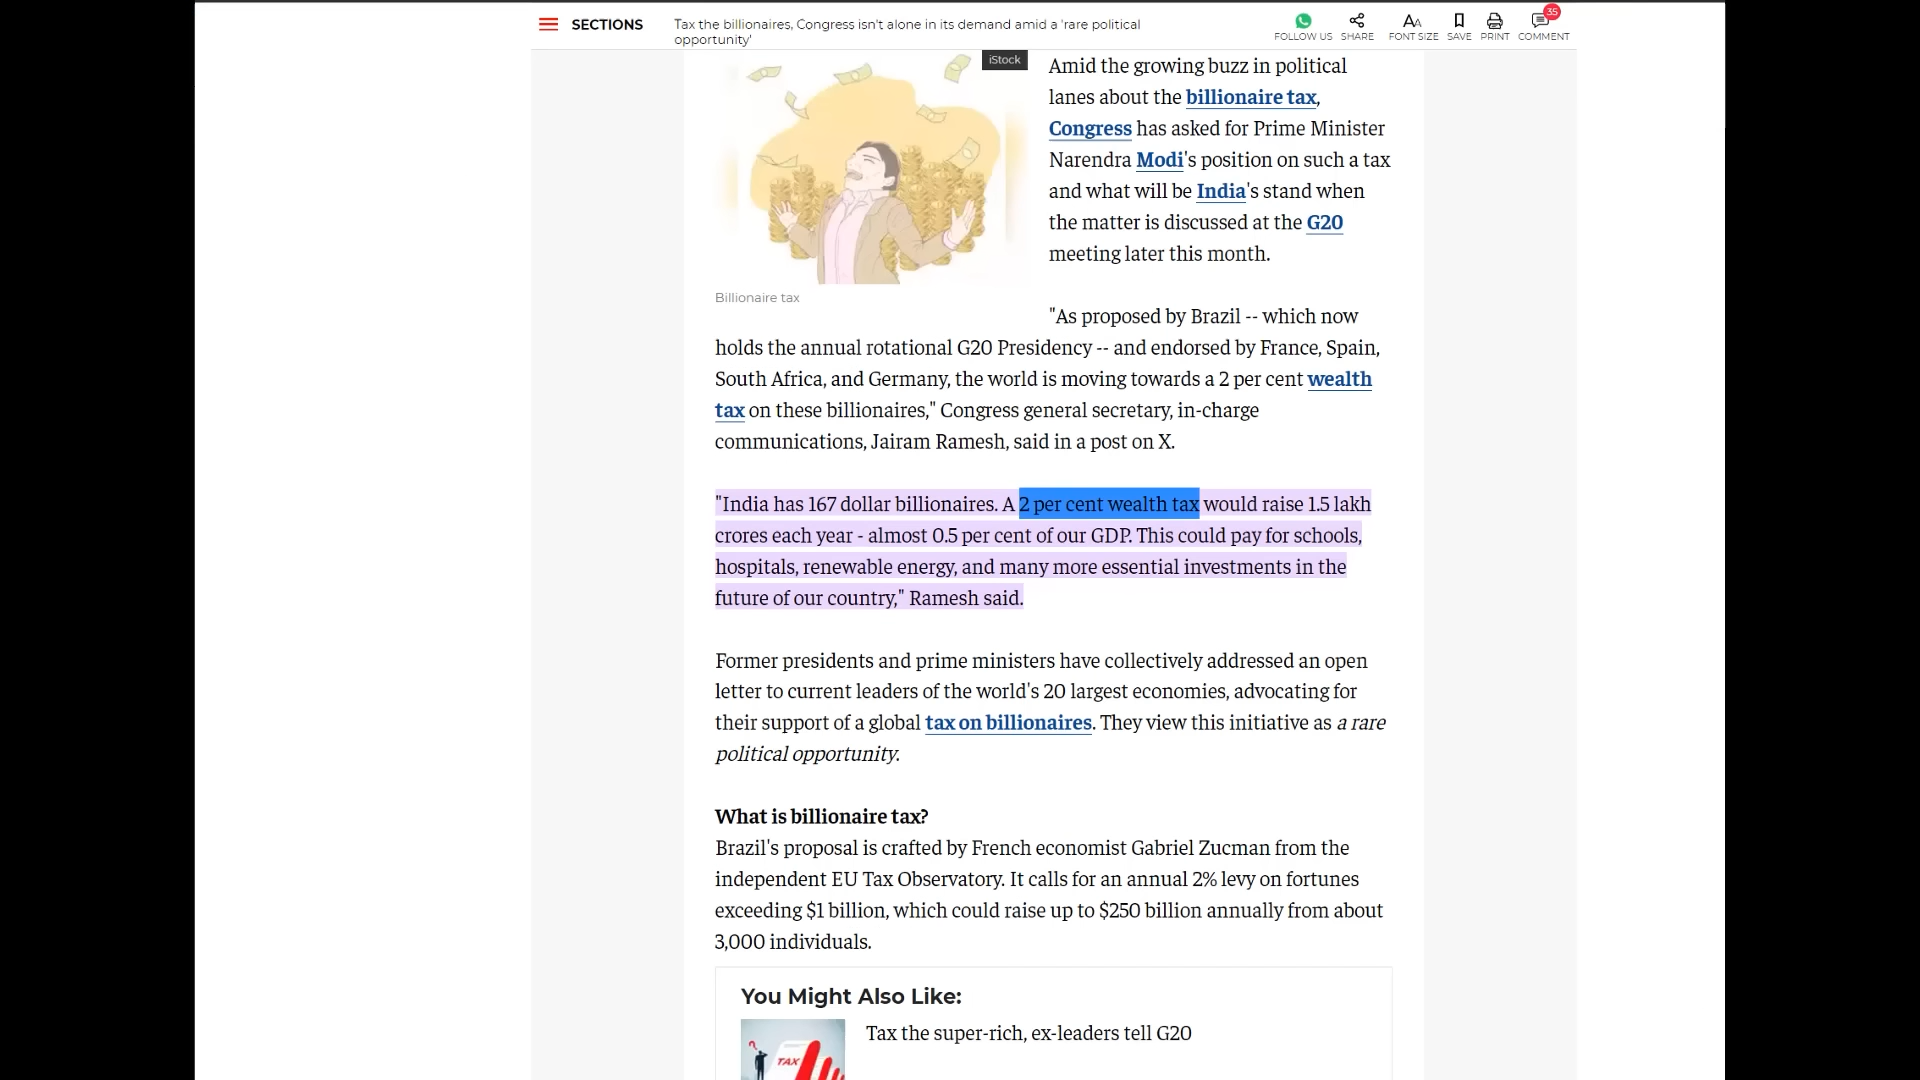 SECTIONS
Tax the billionaires, Congress isn't alone in its demand amid a 'rare political
opportunity'
FOLLOW US
SHARE
FONT SIZE
SAVE
PRINT
35
COMMENT
iStock
Billionaire tax
Amid the growing buzz in political
lanes about the billionaire tax,
Congress has asked for Prime Minister
Narendra Modi's position on such a tax
and what will be India's stand when
the matter is discussed at the G20
meeting later this month.
"As proposed by Brazil -- which now
holds the annual rotational G20 Presidency -- and endorsed by France, Spain,
South Africa, and Germany, the world is moving towards a 2 per cent wealth
tax on these billionaires," Congress general secretary, in-charge
communications, Jairam Ramesh, said in a post on X.
"India has 167 dollar billionaires. A 2 per cent wealth tax would raise 1.5 lakh
crores each year - almost 0.5 per cent of our GDP. This could pay for schools,
hospitals, renewable energy, and many more essential investments in the
future of our country," Ramesh said.
Former presidents and prime ministers have collectively addressed an open
letter to current leaders of the world's 20 largest economies, advocating for
their support of a global tax on billionaires. They view this initiative as a rare
political opportunity.
What is billionaire tax?
Brazil's proposal is crafted by French economist Gabriel Zucman from the
independent EU Tax Observatory. It calls for an annual 2% levy on fortunes
exceeding $1 billion, which could raise up to $250 billion annually from about
3,000 individuals.
You Might Also Like:
Tax the super-rich, ex-leaders tell G20
TAX